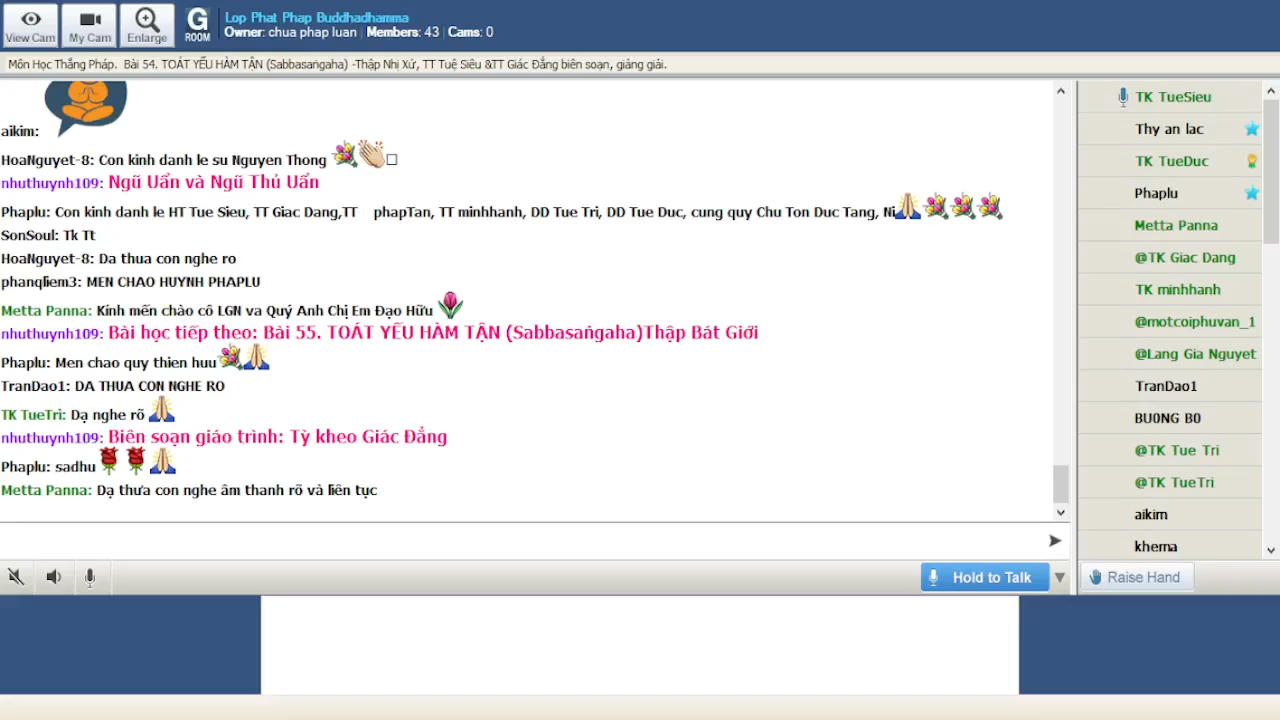 View Cam
My Cam
Enlarge
G
ROOM
Lop Phat Phap Buddhadhamma
Owner: chua phap luan | Members: 43 | Cams: 0
Môn Học Thắng Pháp. Bài 54. TOÁT YẾU HÀM TẬN (Sabbasaṅgaha) -Thập Nhị Xứ, TT Tuệ Siêu &TT Giác Đẳng biên soạn, giảng giải.
aikim:
HoaNguyet-8: Con kinh danh le su Nguyen Thong
nhuthuynh109: Ngũ Uẩn và Ngũ Thủ Uẩn
Phaplu: Con kinh danh le HT Tue Sieu, TT Giac Dang,TT phapTan, TT minhhanh, DD Tue Tri, DD Tue Duc, cung quy Chu Ton Duc Tang, Ni
SonSoul: Tk Tt
HoaNguyet-8: Da thua con nghe ro
phanqliem3: MEN CHAO HUYNH PHAPLU
Metta Panna: Kính mến chào cô LGN va Quý Anh Chị Em Đạo Hữu
nhuthuynh109: Bài học tiếp theo: Bài 55. TOÁT YẾU HÀM TẬN (Sabbasaṅgaha)Thập Bát Giới
Phaplu: Men chao quy thien huu
TranDao1: DA THUA CON NGHE RO
TK TueTri: Dạ nghe rõ
nhuthuynh109: Biên soạn giáo trình: Tỳ kheo Giác Đẳng
Phaplu: sadhu
Metta Panna: Dạ thưa con nghe âm thanh rõ và liên tục
Hold to Talk
TK TueSieu
Thy an lac
TK TueDuc
Phaplu
Metta Panna
@TK Giac Dang
TK minhhanh
@motcoiphuvan_1
@Lang Gia Nguyet
TranDao1
BU0NG B0
@TK Tue Tri
@TK TueTri
aikim
khema
Raise Hand